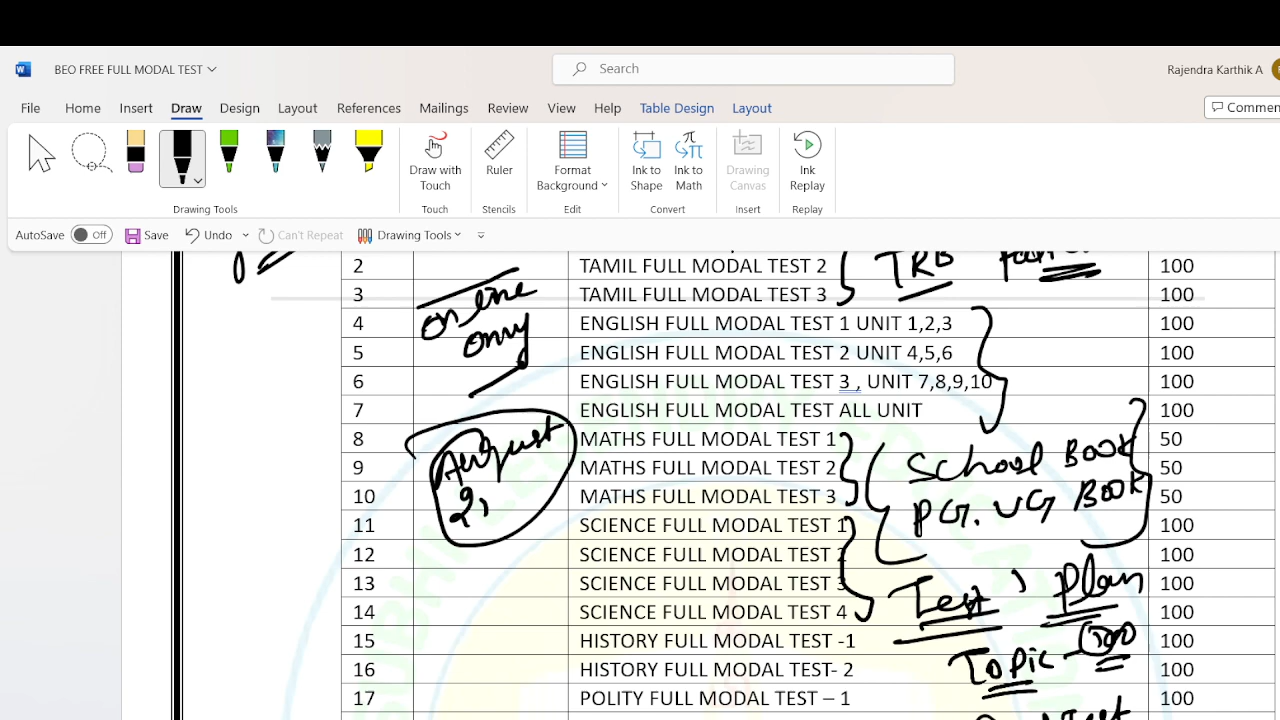 BEO FREE FULL MODAL TEST
Search
Rajendra Karthik A
File Home Insert Draw Design Layout References Mailings Review View Help Table Design Layout
Draw with Touch
Ruler
Format Background
Ink to Shape
Ink to Math
Drawing Canvas
Ink Replay
Drawing Tools Touch Stencils Edit Convert Insert Replay
AutoSave Off Save Undo Can't Repeat Drawing Tools
2 TAMIL FULL MODAL TEST 2 100
TRB
3 TAMIL FULL MODAL TEST 3 100
online
only
4 ENGLISH FULL MODAL TEST 1 UNIT 1,2,3 100
5 ENGLISH FULL MODAL TEST 2 UNIT 4,5,6 100
6 ENGLISH FULL MODAL TEST 3 , UNIT 7,8,9,10 100
7 ENGLISH FULL MODAL TEST ALL UNIT 100
8 MATHS FULL MODAL TEST 1 50
August
2,
School Book
9 MATHS FULL MODAL TEST 2 50
10 MATHS FULL MODAL TEST 3 50
PG. UG Book
11 SCIENCE FULL MODAL TEST 1 100
12 SCIENCE FULL MODAL TEST 2 100
13 SCIENCE FULL MODAL TEST 3 100
Test, Plan
14 SCIENCE FULL MODAL TEST 4 100
15 HISTORY FULL MODAL TEST -1 100
Topic -
16 HISTORY FULL MODAL TEST- 2 100
17 POLITY FULL MODAL TEST – 1 100